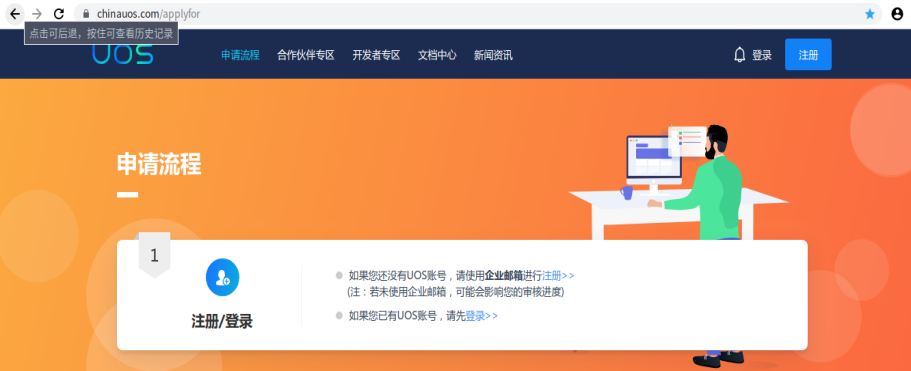 chinauos.com/applyfor
点击可后退，按住可查看历史记录
UOS
申请流程 合作伙伴专区 开发者专区 文档中心 新闻资讯 登录 注册
申请流程
1
注册/登录
如果您还没有UOS账号，请使用企业邮箱进行注册>>
(注：若未使用企业邮箱，可能会影响您的审核进度)
如果您已有UOS账号，请先登录>>